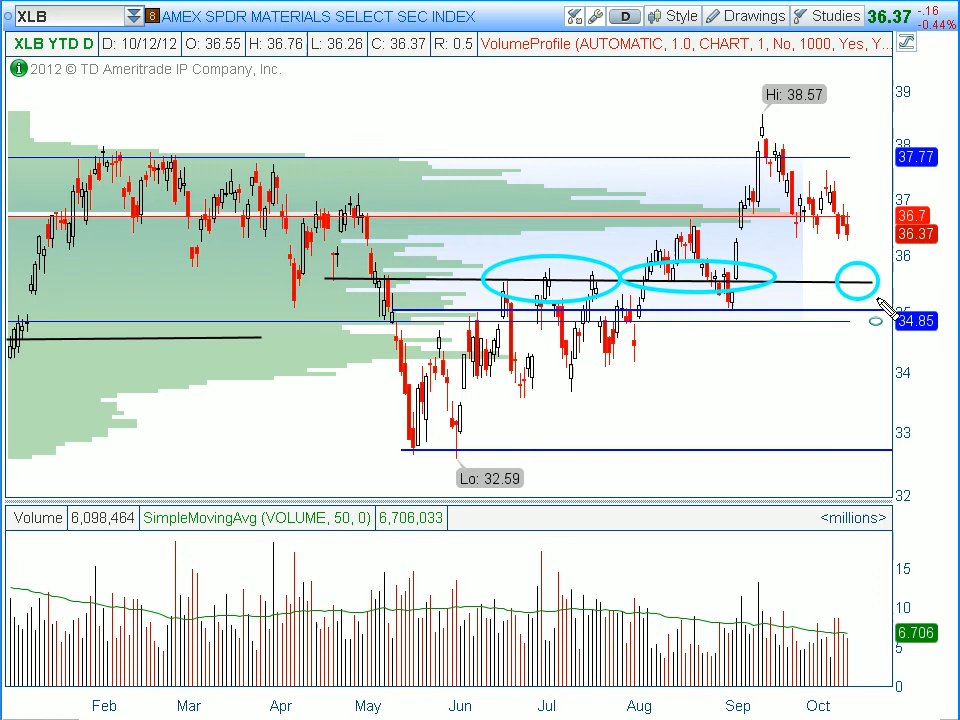 XLB 8 AMEX SPDR MATERIALS SELECT SEC INDEX D Style Drawings Studies 36.37 -.16
-0.44%
XLB YTD D D: 10/12/12 O: 36.55 H: 36.76 L: 36.26 C: 36.37 R: 0.5 VolumeProfile (AUTOMATIC, 1.0, CHART, 1, No, 1000, Yes, Y...
i 2012 © TD Ameritrade IP Company, Inc.
39
Hi: 38.57
38
37.77
37
36.7
36.37
36
35
34.85
34
33
Lo: 32.59
32
Volume 6,098,464 SimpleMovingAvg (VOLUME, 50, 0) 6,706,033 <millions>
15
10
6.706
5
0
Feb Mar Apr May Jun Jul Aug Sep Oct